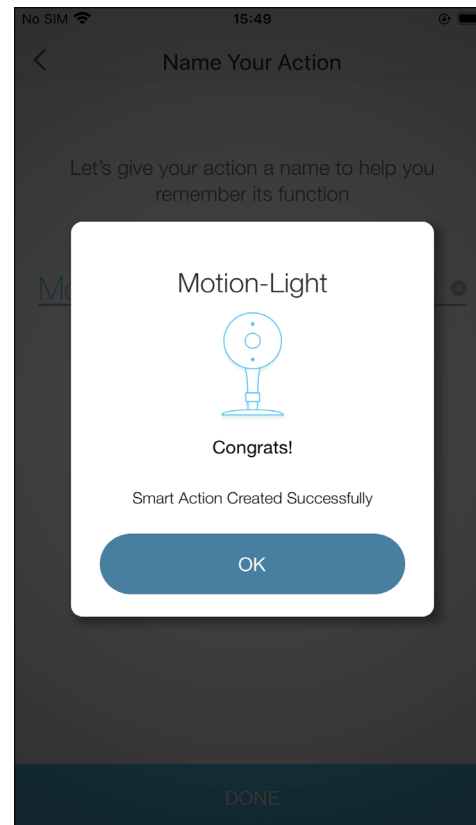 No SIM 15:49
Name Your Action
Let's give your action a name to help you
remember its function
Mo
Motion-Light
Congrats!
Smart Action Created Successfully
OK
DONE